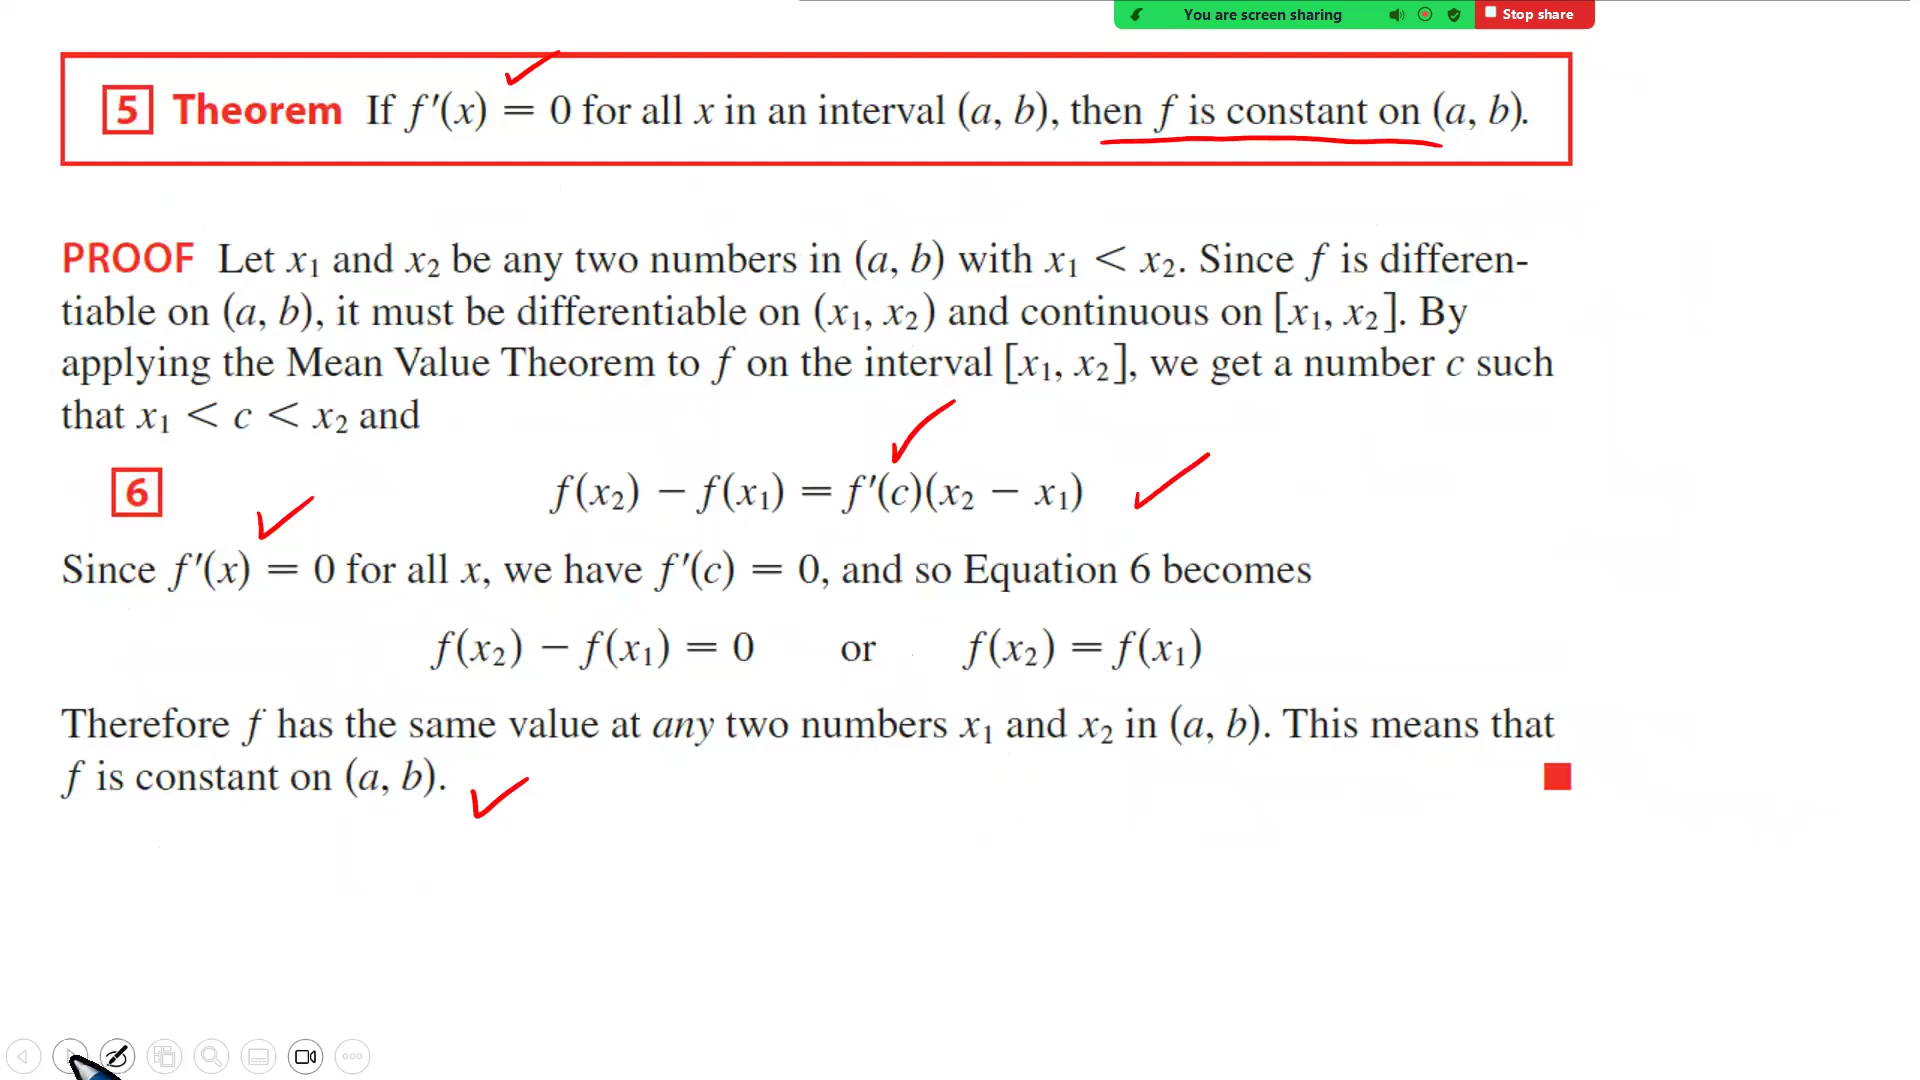 You are screen sharing
Stop share
5 Theorem If f′(x) = 0 for all x in an interval (a, b), then f is constant on (a, b).
PROOF Let x₁ and x₂ be any two numbers in (a, b) with x₁ < x₂. Since f is differen-
tiable on (a, b), it must be differentiable on (x₁, x₂) and continuous on [x₁, x₂]. By
applying the Mean Value Theorem to f on the interval [x₁, x₂], we get a number c such
that x₁ < c < x₂ and
6 f(x₂) − f(x₁) = f′(c)(x₂ − x₁)
Since f′(x) = 0 for all x, we have f′(c) = 0, and so Equation 6 becomes
f(x₂) − f(x₁) = 0 or f(x₂) = f(x₁)
Therefore f has the same value at any two numbers x₁ and x₂ in (a, b). This means that
f is constant on (a, b).